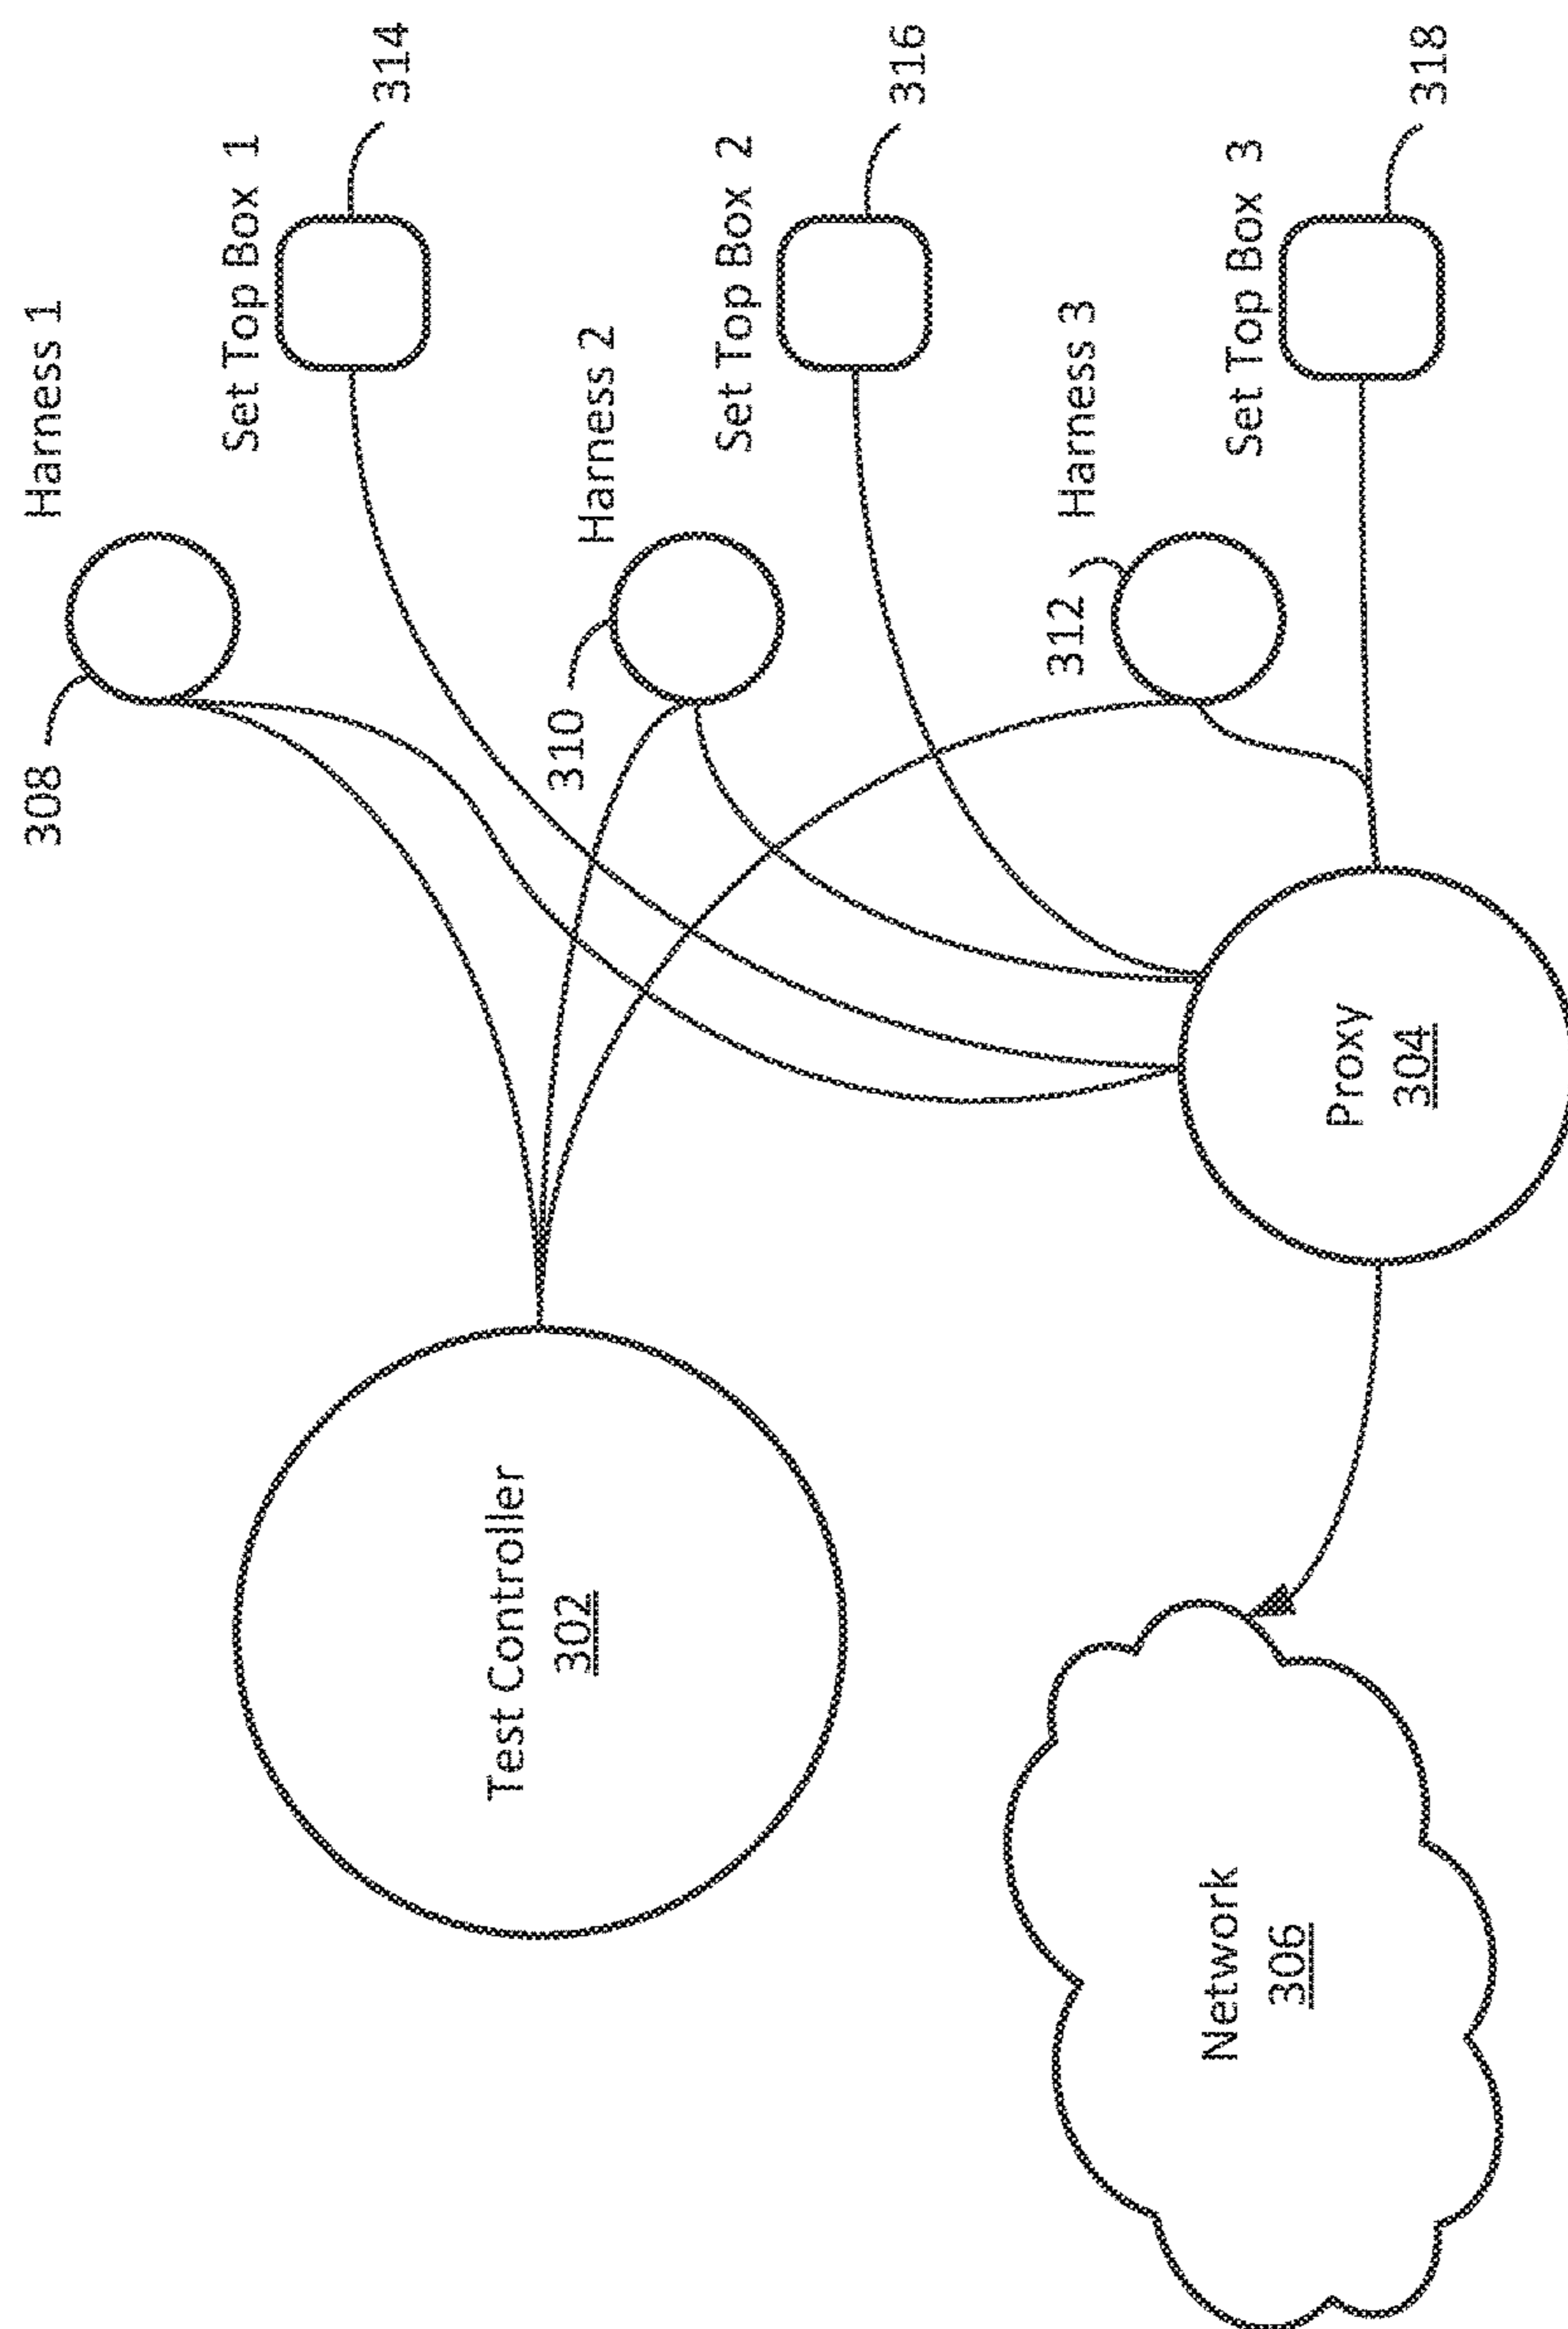 Harness 1
308
Set Top Box 1
314
Test Controller
302
Harness 2
310
Set Top Box 2
316
Harness 3
312
Set Top Box 3
318
Network
306
Proxy
304